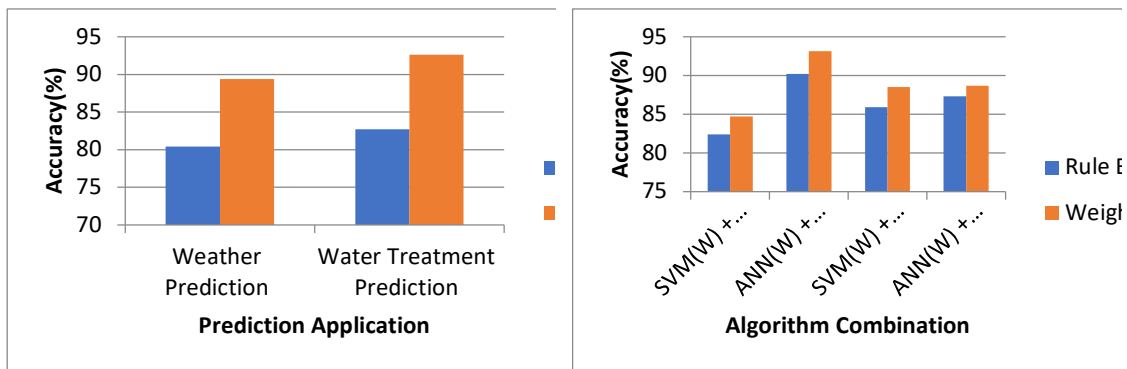 95
90
85
80
75
70
Accuracy(%)
Weather
Prediction
Water Treatment
Prediction
Prediction Application
95
90
85
80
75
Accuracy(%)
SVM(W) +...
ANN(W) +...
SVM(W) +...
ANN(W) +...
Algorithm Combination
Rule
Weigh